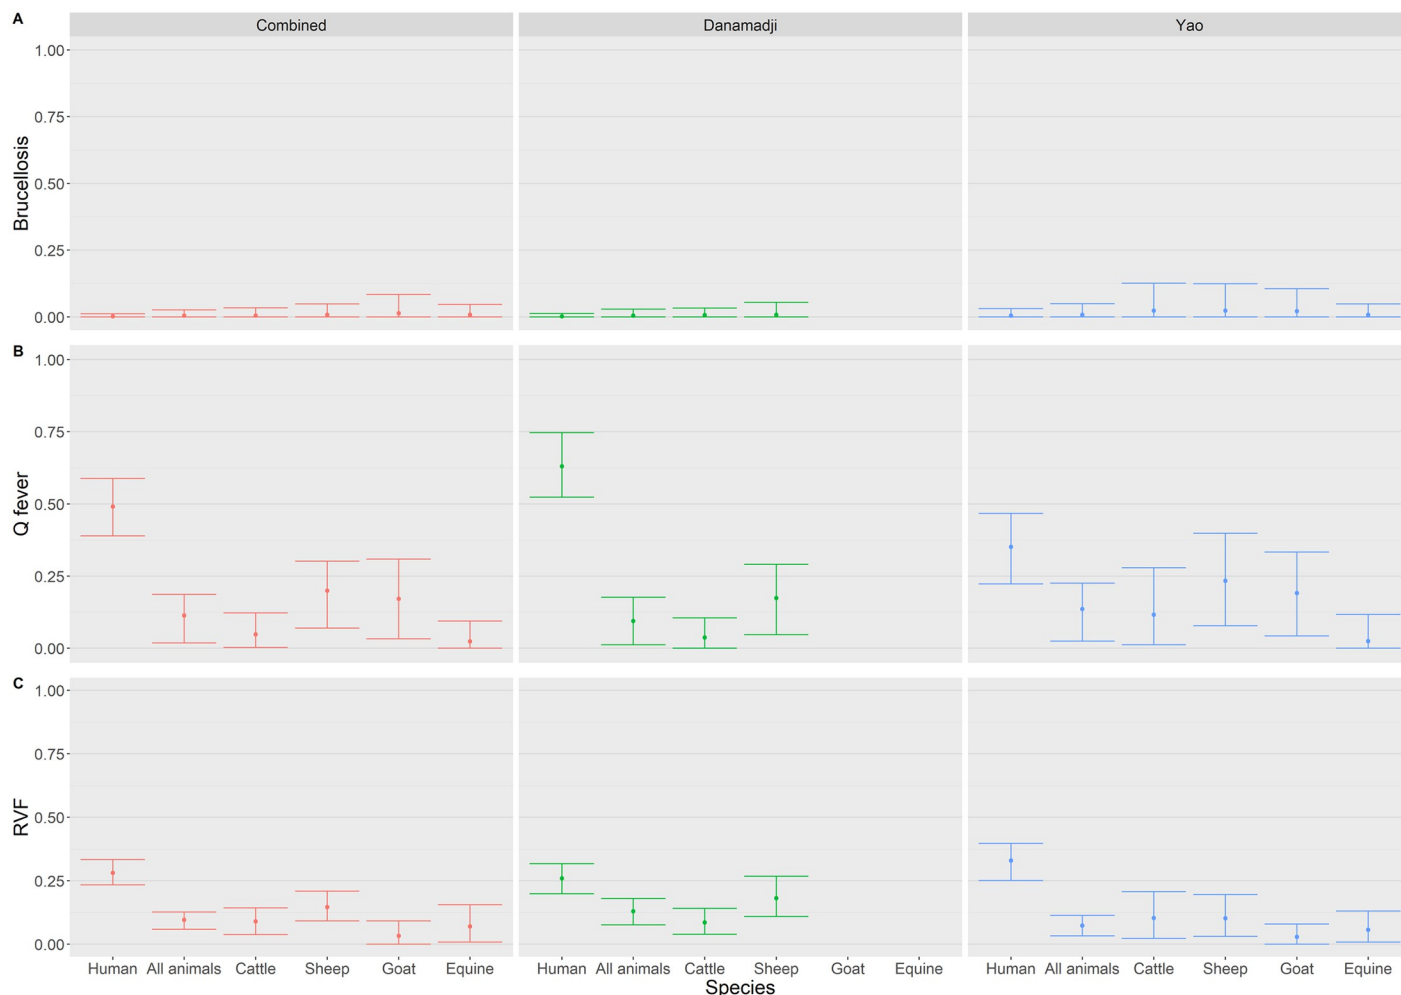 A
Combined
Danamadji
Yao
Brucellosis
1.00
0.75
0.50
0.25
0.00
B
Q fever
1.00
0.75
0.50
0.25
0.00
C
RVF
1.00
0.75
0.50
0.25
0.00
Human All animals Cattle Sheep Goat Equine Human All animals Cattle Sheep Goat Equine Human All animals Cattle Sheep Goat Equine
Species